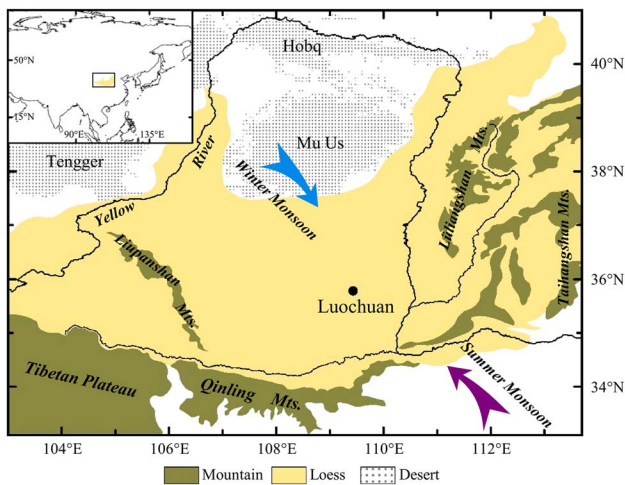 50°N
15°N
90°E
135°E
Hobq
40°N
Mu Us
Tengger
38°N
Yellow
River
Winter Monsoon
Lüliangshan Mts.
Taihangshan Mts.
Liupanshan Mts.
36°N
Luochuan
Summer Monsoon
Tibetan Plateau
Qinling Mts.
34°N
104°E
106°E
108°E
110°E
112°E
Mountain
Loess
Desert